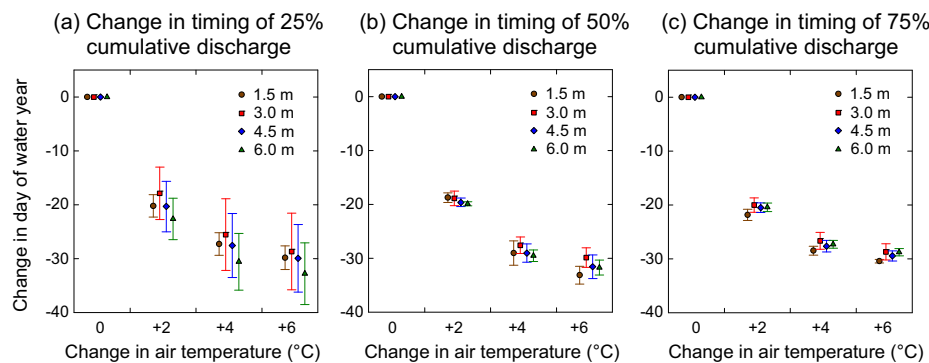 (a) Change in timing of 25%
cumulative discharge
(b) Change in timing of 50%
cumulative discharge
(c) Change in timing of 75%
cumulative discharge
Change in day of water year
0
-10
-20
-30
-40
1.5 m
3.0 m
4.5 m
6.0 m
0
+2
+4
+6
Change in air temperature (°C)
0
-10
-20
-30
-40
1.5 m
3.0 m
4.5 m
6.0 m
0
+2
+4
+6
Change in air temperature (°C)
0
-10
-20
-30
-40
1.5 m
3.0 m
4.5 m
6.0 m
0
+2
+4
+6
Change in air temperature (°C)